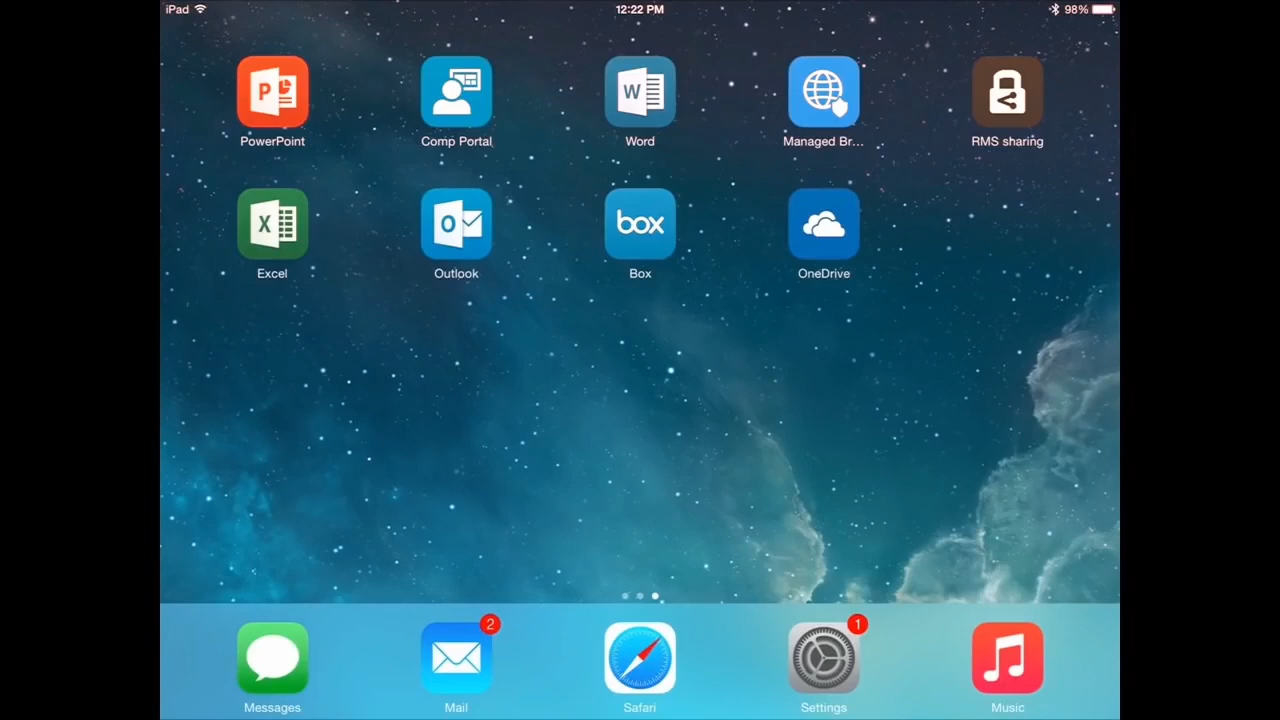 iPad 12:22 PM 98%
P W
PowerPoint Comp Portal Word Managed Br... RMS sharing
X O box
Excel Outlook Box OneDrive
2 1
Messages Mail Safari Settings Music